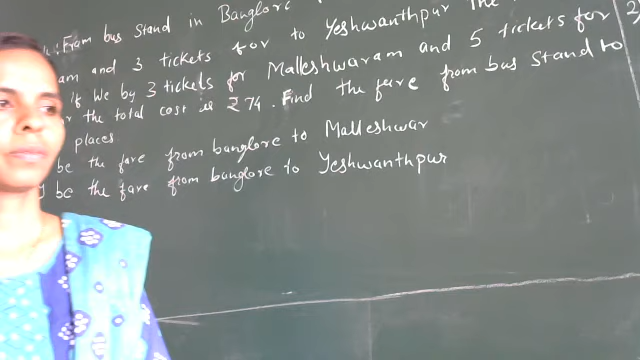 From bus stand in Banglore
am and 3 tickets for to Yeshwanthpur the
If we by 3 tickets for Malleshwaram and 5 tickets for
the total cost is ₹74. Find the fare from bus stand to
places
be the fare from banglore to Malleshwar
y be the fare from banglore to Yeshwanthpur